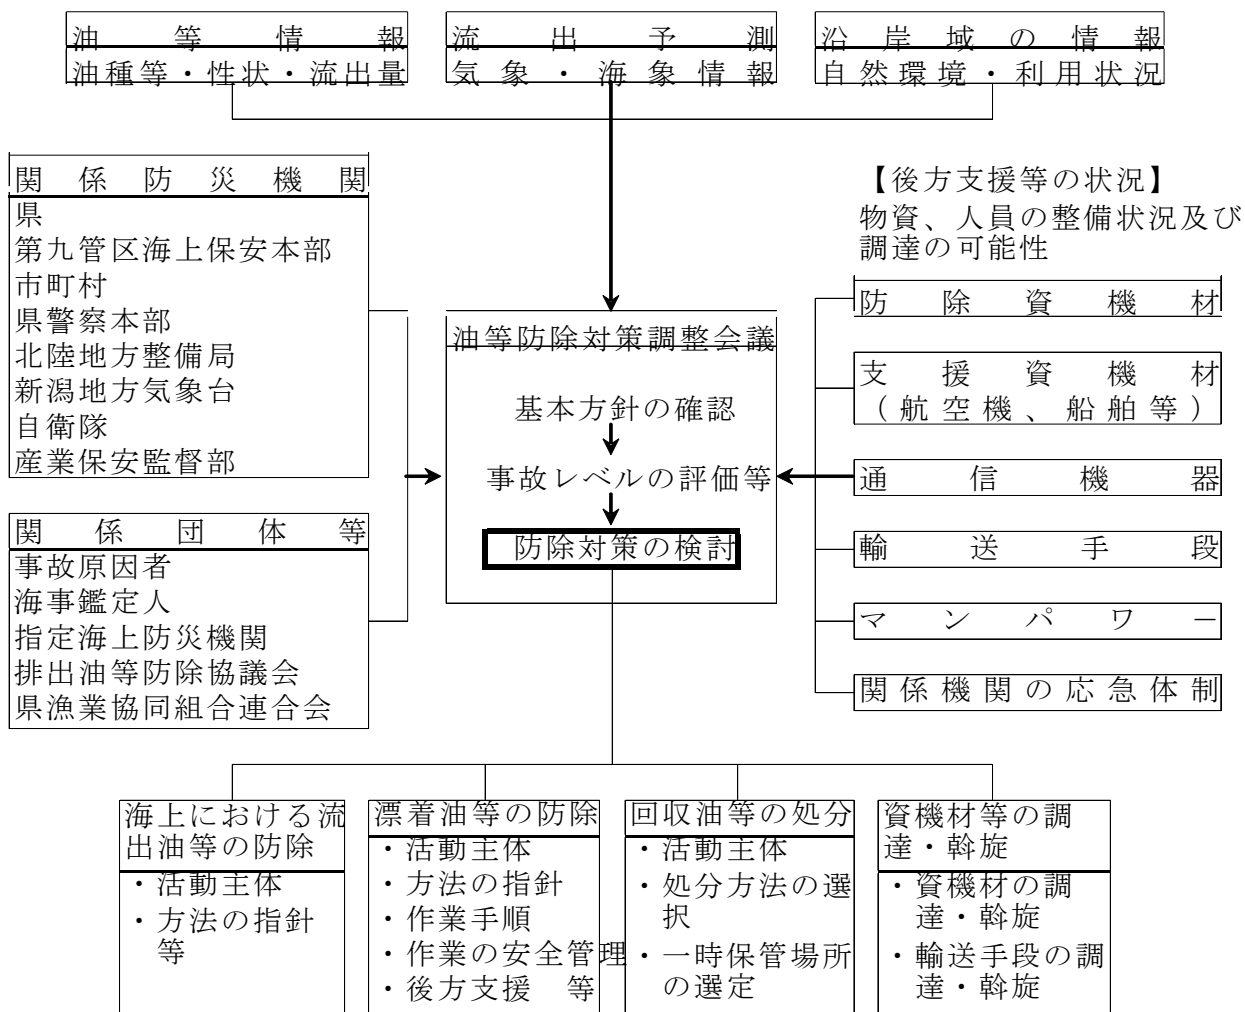 油等情報
油種等・性状・流出量
流出予測
気象・海象情報
沿岸域の情報
自然環境・利用状況
関係防災機関
県
第九管区海上保安本部
市町村
県警察本部
北陸地方整備局
新潟地方気象台
自衛隊
産業保安監督部
関係団体等
事故原因者
海事鑑定人
指定海上防災機関
排出油等防除協議会
県漁業協同組合連合会
油等防除対策調整会議
基本方針の確認
事故レベルの評価等
防除対策の検討
【後方支援等の状況】
物資、人員の整備状況及び
調達の可能性
防除資機材
支援資機材
（航空機、船舶等）
通信機器
輸送手段
マンパワー
関係機関の応急体制
海上における流
出油等の防除
・活動主体
・方法の指針
等
漂着油等の防除
・活動主体
・方法の指針
・作業手順
・作業の安全管理
・後方支援　等
回収油等の処分
・活動主体
・処分方法の選
択
・一時保管場所
の選定
資機材等の調
達・斡旋
・資機材の調
達・斡旋
・輸送手段の調
達・斡旋